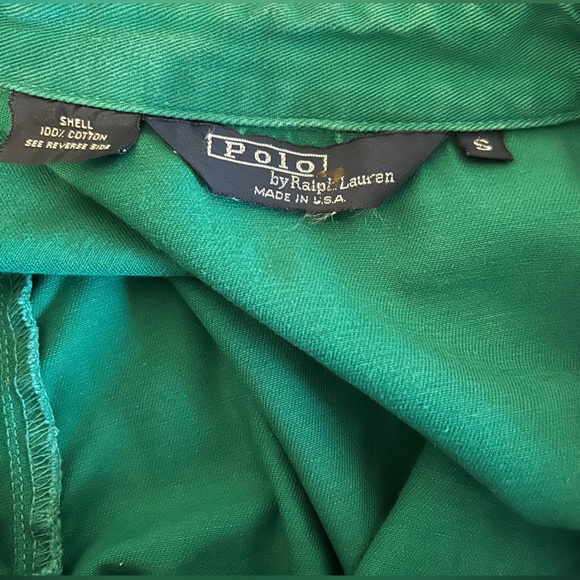 SHELL
100% COTTON
SEE REVERSE SIDE
Polo
by Ralph Lauren
MADE IN U.S.A.
S